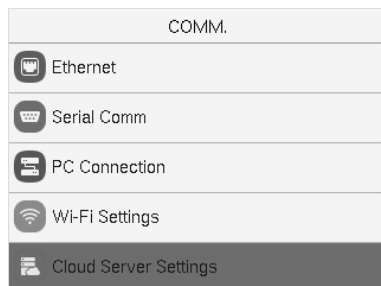 COMM.
Ethernet
Serial Comm
PC Connection
Wi-Fi Settings
Cloud Server Settings